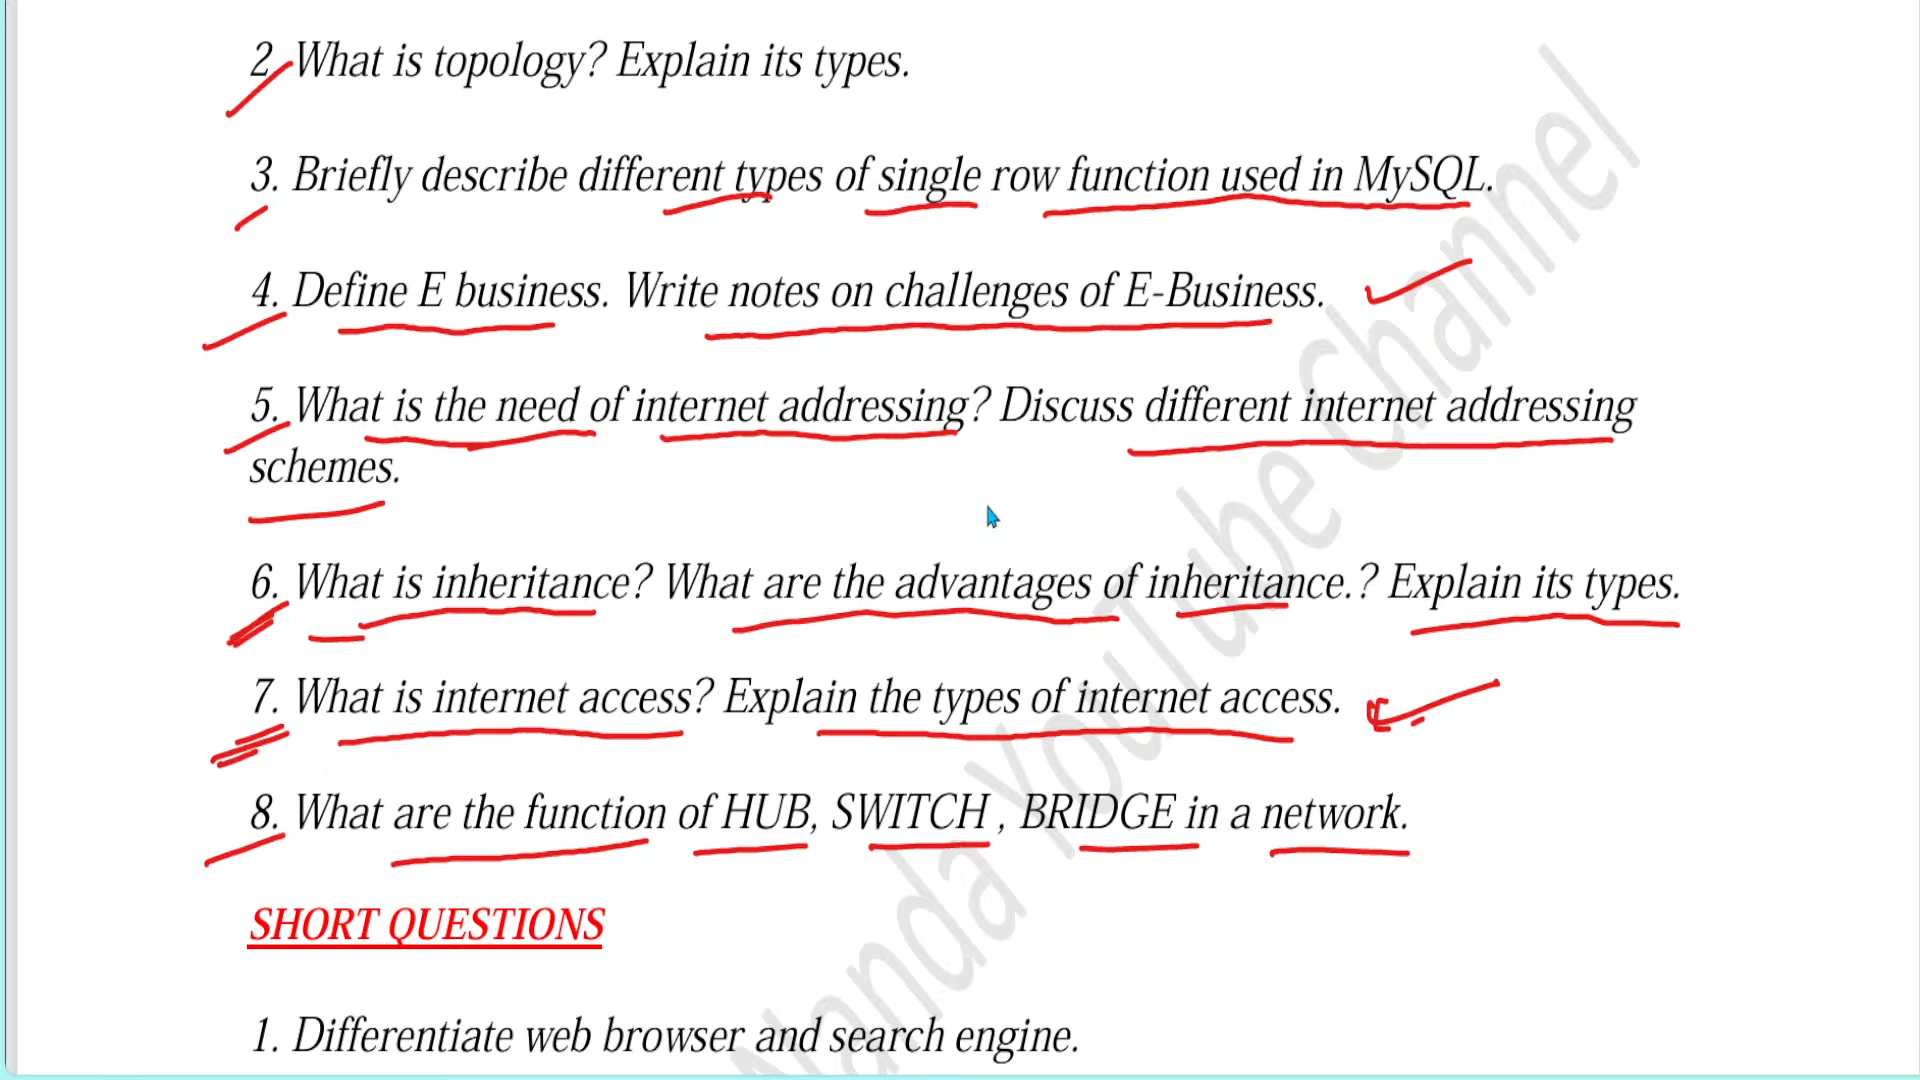 2. What is topology? Explain its types.
3. Briefly describe different types of single row function used in MySQL.
4. Define E business. Write notes on challenges of E-Business.
5. What is the need of internet addressing? Discuss different internet addressing
schemes.
6. What is inheritance? What are the advantages of inheritance.? Explain its types.
7. What is internet access? Explain the types of internet access.
8. What are the function of HUB, SWITCH , BRIDGE in a network.
SHORT QUESTIONS
1. Differentiate web browser and search engine.
Nanda YouTube Channel